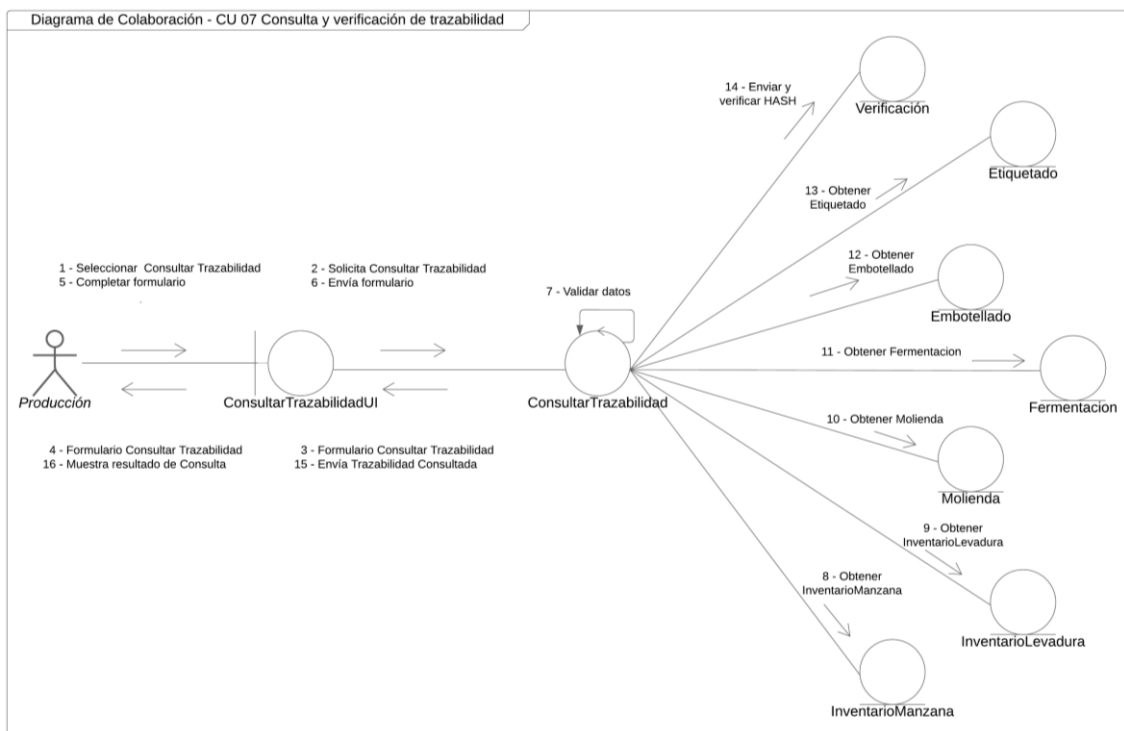 Diagrama de Colaboración - CU 07 Consulta y verificación de trazabilidad
14 - Enviar y
verificar HASH
Verificación
13 - Obtener
Etiquetado
Etiquetado
12 - Obtener
Embotellado
Embotellado
1 - Seleccionar Consultar Trazabilidad
5 - Completar formulario
2 - Solicita Consultar Trazabilidad
6 - Envía formulario
7 - Validar datos
11 - Obtener Fermentacion
Fermentacion
Producción
ConsultarTrazabilidadUI
ConsultarTrazabilidad
4 - Formulario Consultar Trazabilidad
16 - Muestra resultado de Consulta
3 - Formulario Consultar Trazabilidad
15 - Envía Trazabilidad Consultada
10 - Obtener Molienda
Molienda
9 - Obtener
InventarioLevadura
InventarioLevadura
8 - Obtener
InventarioManzana
InventarioManzana